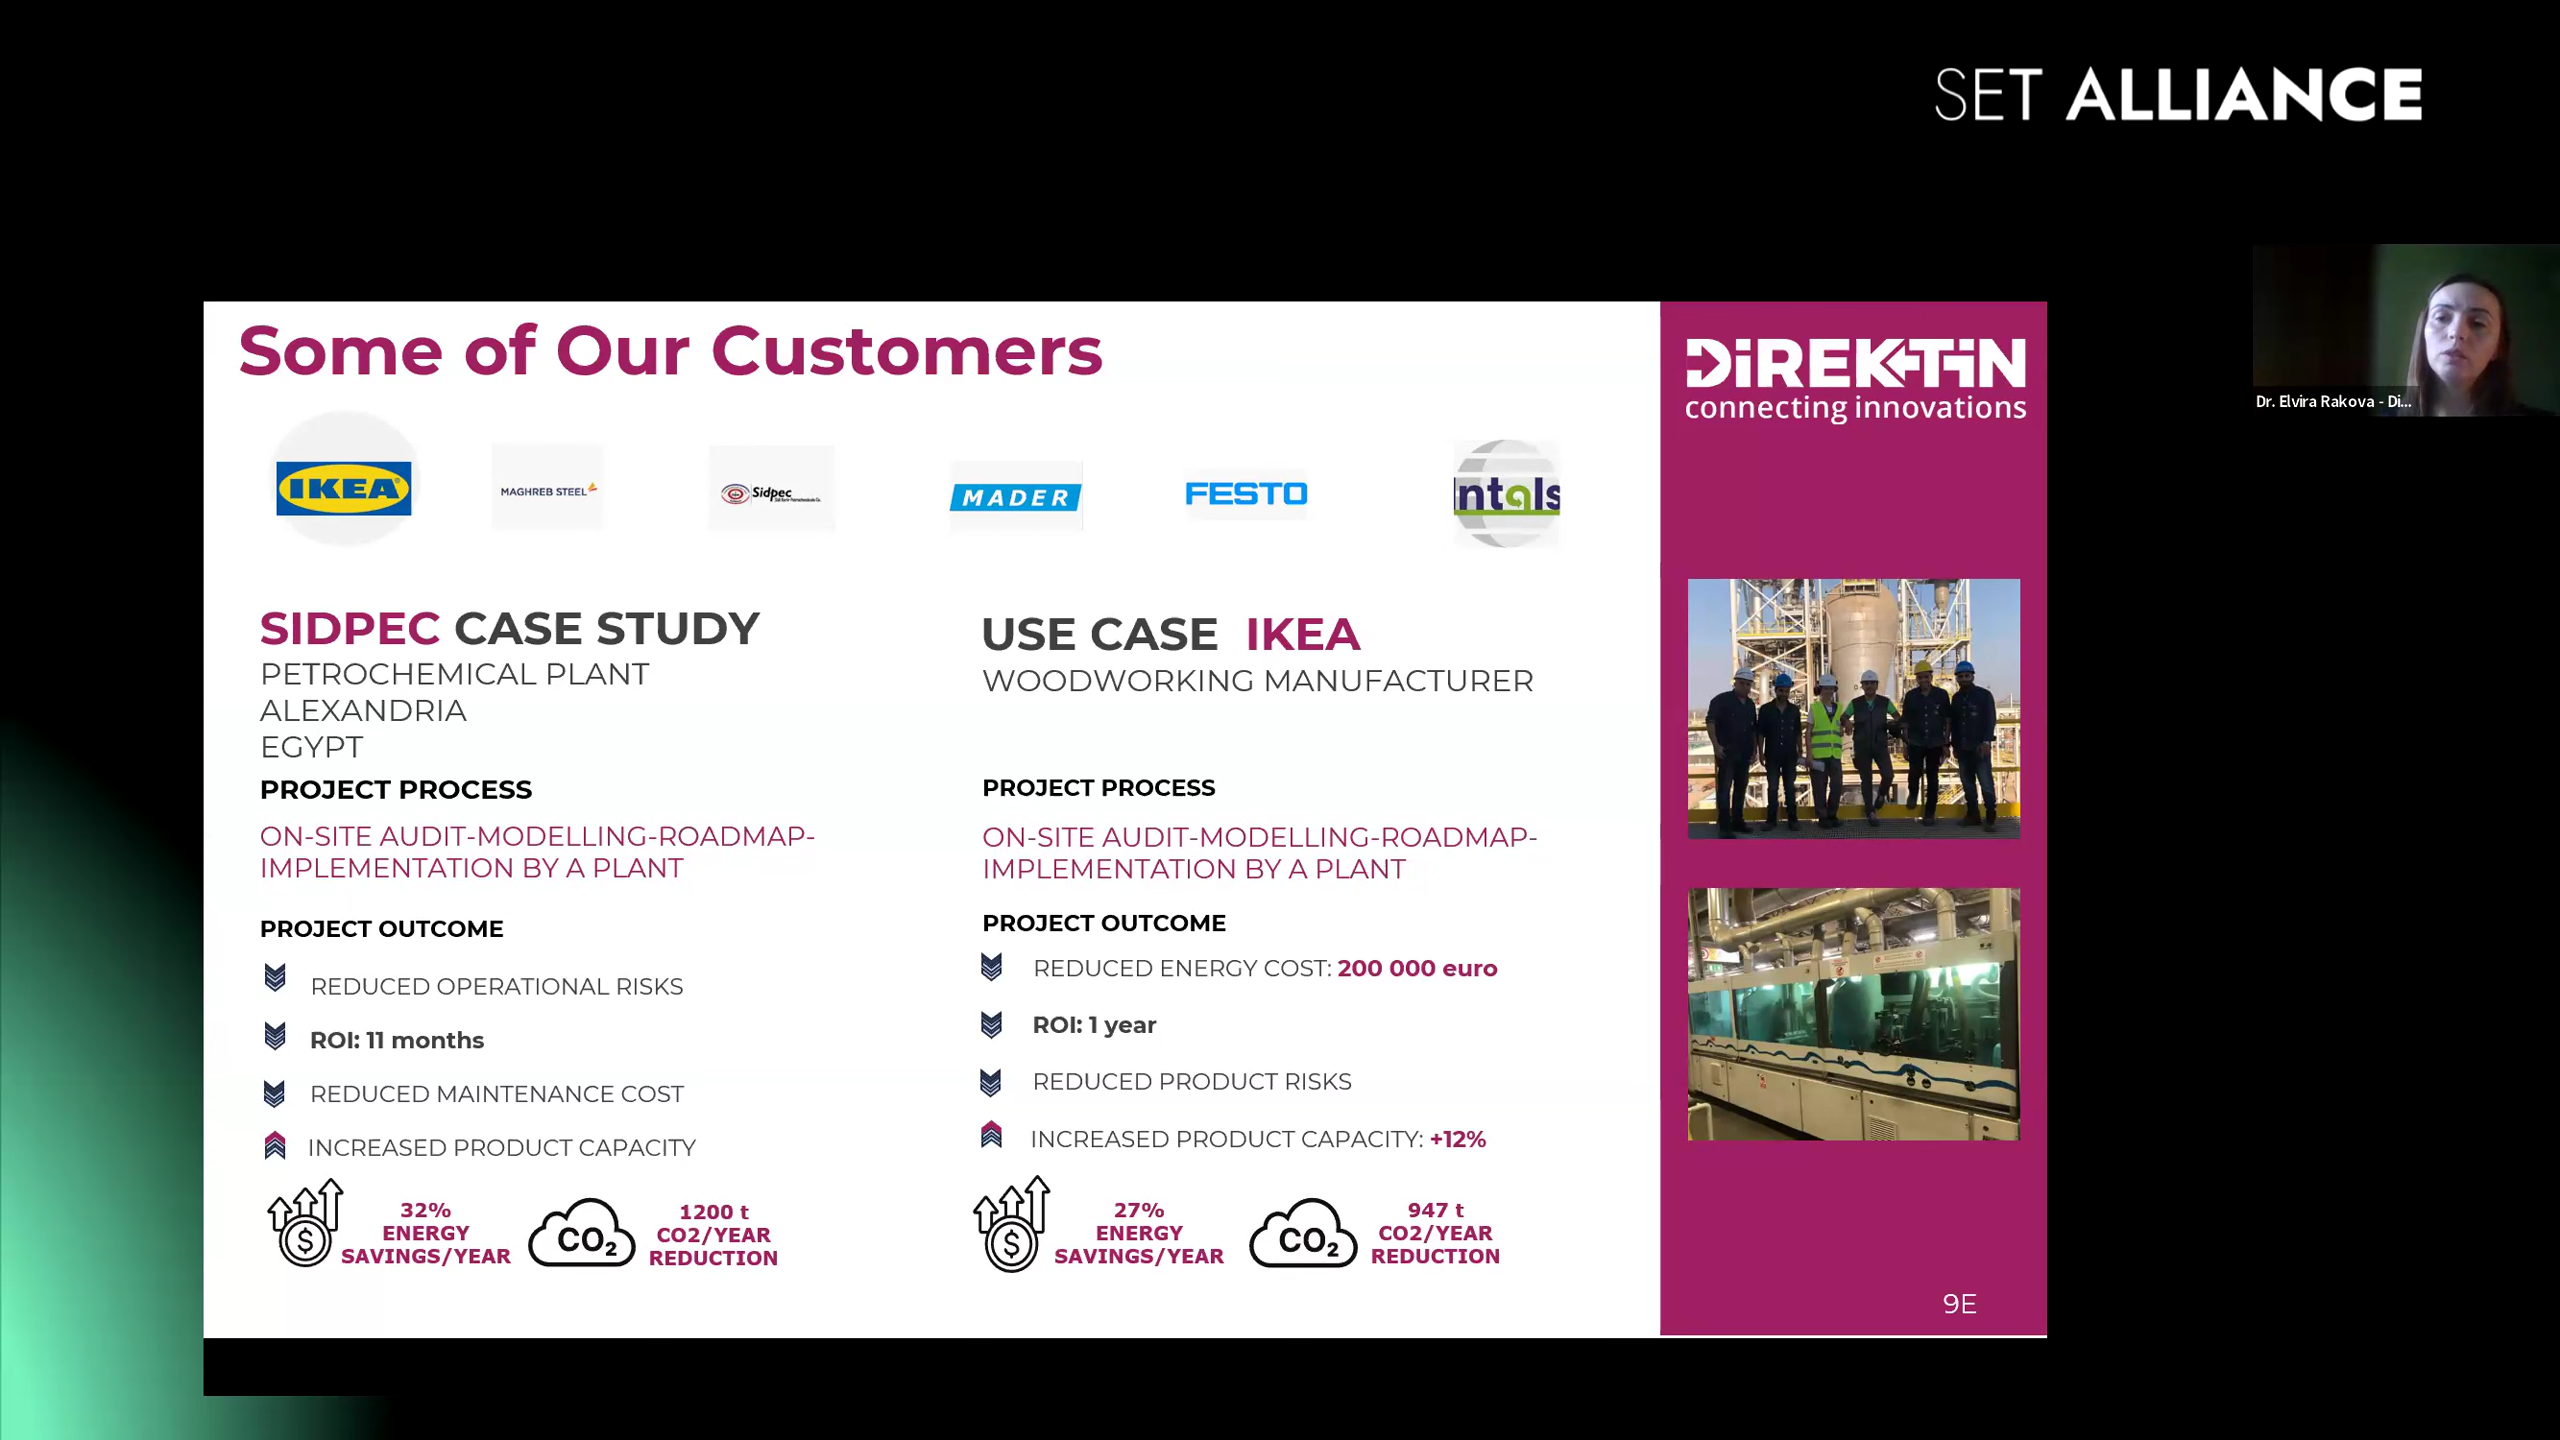 SET ALLIANCE
Some of Our Customers
DiREKTiN
connecting innovations
Dr. Elvira Rakova - Di...
IKEA
MAGHREB STEEL
Sidpec
MADER
FESTO
SIDPEC CASE STUDY
PETROCHEMICAL PLANT
ALEXANDRIA
EGYPT
PROJECT PROCESS
ON-SITE AUDIT-MODELLING-ROADMAP-
IMPLEMENTATION BY A PLANT
PROJECT OUTCOME
REDUCED OPERATIONAL RISKS
ROI: 11 months
REDUCED MAINTENANCE COST
INCREASED PRODUCT CAPACITY
32%
ENERGY
SAVINGS/YEAR
CO2
1200 t
CO2/YEAR
REDUCTION
USE CASE IKEA
WOODWORKING MANUFACTURER
PROJECT PROCESS
ON-SITE AUDIT-MODELLING-ROADMAP-
IMPLEMENTATION BY A PLANT
PROJECT OUTCOME
REDUCED ENERGY COST: 200 000 euro
ROI: 1 year
REDUCED PRODUCT RISKS
INCREASED PRODUCT CAPACITY: +12%
27%
ENERGY
SAVINGS/YEAR
CO2
947 t
CO2/YEAR
REDUCTION
9E